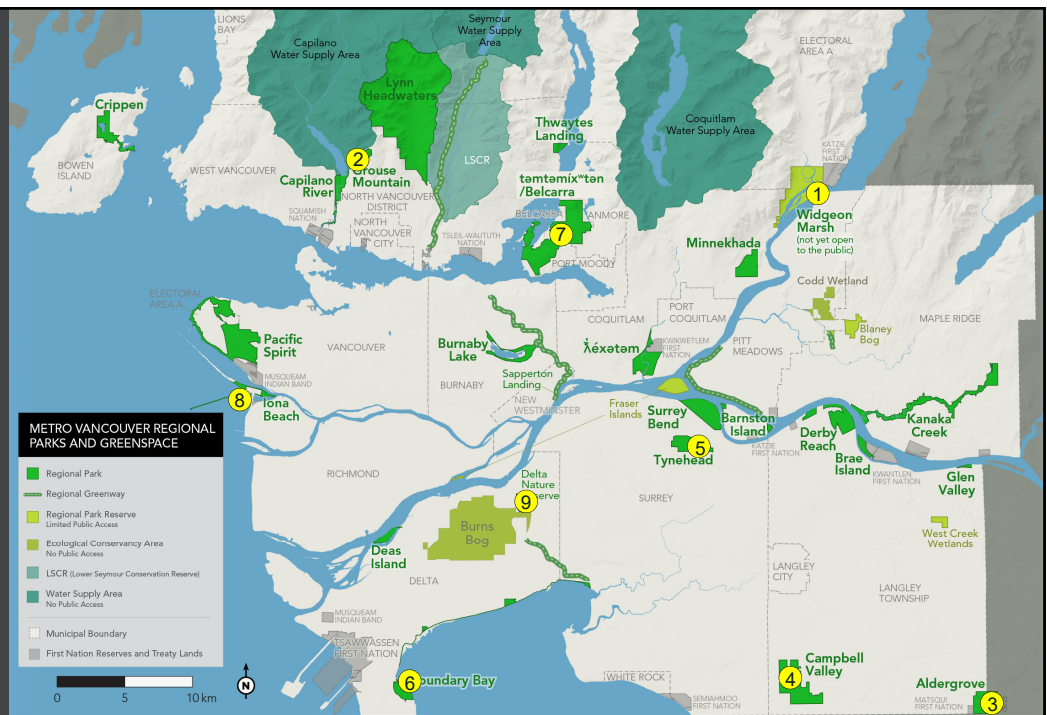 LIONS
BAY
Capilano
Water Supply Area
Seymour
Water Supply
Area
ELECTORAL
AREA A
Lynn
Headwaters
Crippen
BOWEN
ISLAND
WEST VANCOUVER
2
Grouse
Mountain
Capilano
River
NORTH VANCOUVER
DISTRICT
SQUAMISH
NATION
NORTH
VANCOUVER
CITY
LSCR
TSLEIL-WAUTUTH
NATION
Thwaytes
Landing
təmtəmíxʷtən
/Belcarra
BELCARRA
ANMORE
7
PORT MOODY
Coquitlam
Water Supply Area
KATZIE
FIRST
NATION
1
Widgeon
Marsh
(not yet open
to the public)
Minnekhada
Codd Wetland
Blaney
Bog
MAPLE RIDGE
ELECTORAL
AREA A
Pacific
Spirit
VANCOUVER
MUSQUEAM
INDIAN BAND
8
Iona
Beach
Burnaby
Lake
BURNABY
Sapperton
Landing
NEW
WESTMINSTER
COQUITLAM
PORT
COQUITLAM
ƛ̓éxətəm
KWIKWETLEM
FIRST
NATION
PITT
MEADOWS
Fraser
Islands
Surrey
Bend
Barnston
Island
KATZIE
FIRST NATION
5
Tynehead
Derby
Reach
Brae
Island
KWANTLEN
FIRST NATION
Kanaka
Creek
Glen
Valley
West Creek
Wetlands
RICHMOND
SURREY
Delta
Nature
Reserve
9
Burns
Bog
Deas
Island
DELTA
LANGLEY
CITY
LANGLEY
TOWNSHIP
MUSQUEAM
INDIAN BAND
TSAWWASSEN
FIRST NATION
6
Boundary Bay
WHITE ROCK
SEMIAHMOO
FIRST NATION
4
Campbell
Valley
Aldergrove
MATSQUI
FIRST NATION
3
METRO VANCOUVER REGIONAL
PARKS AND GREENSPACE
Regional Park
Regional Greenway
Regional Park Reserve
Limited Public Access
Ecological Conservancy Area
No Public Access
LSCR (Lower Seymour Conservation Reserve)
Water Supply Area
No Public Access
Municipal Boundary
First Nation Reserves and Treaty Lands
0 5 10 km
N